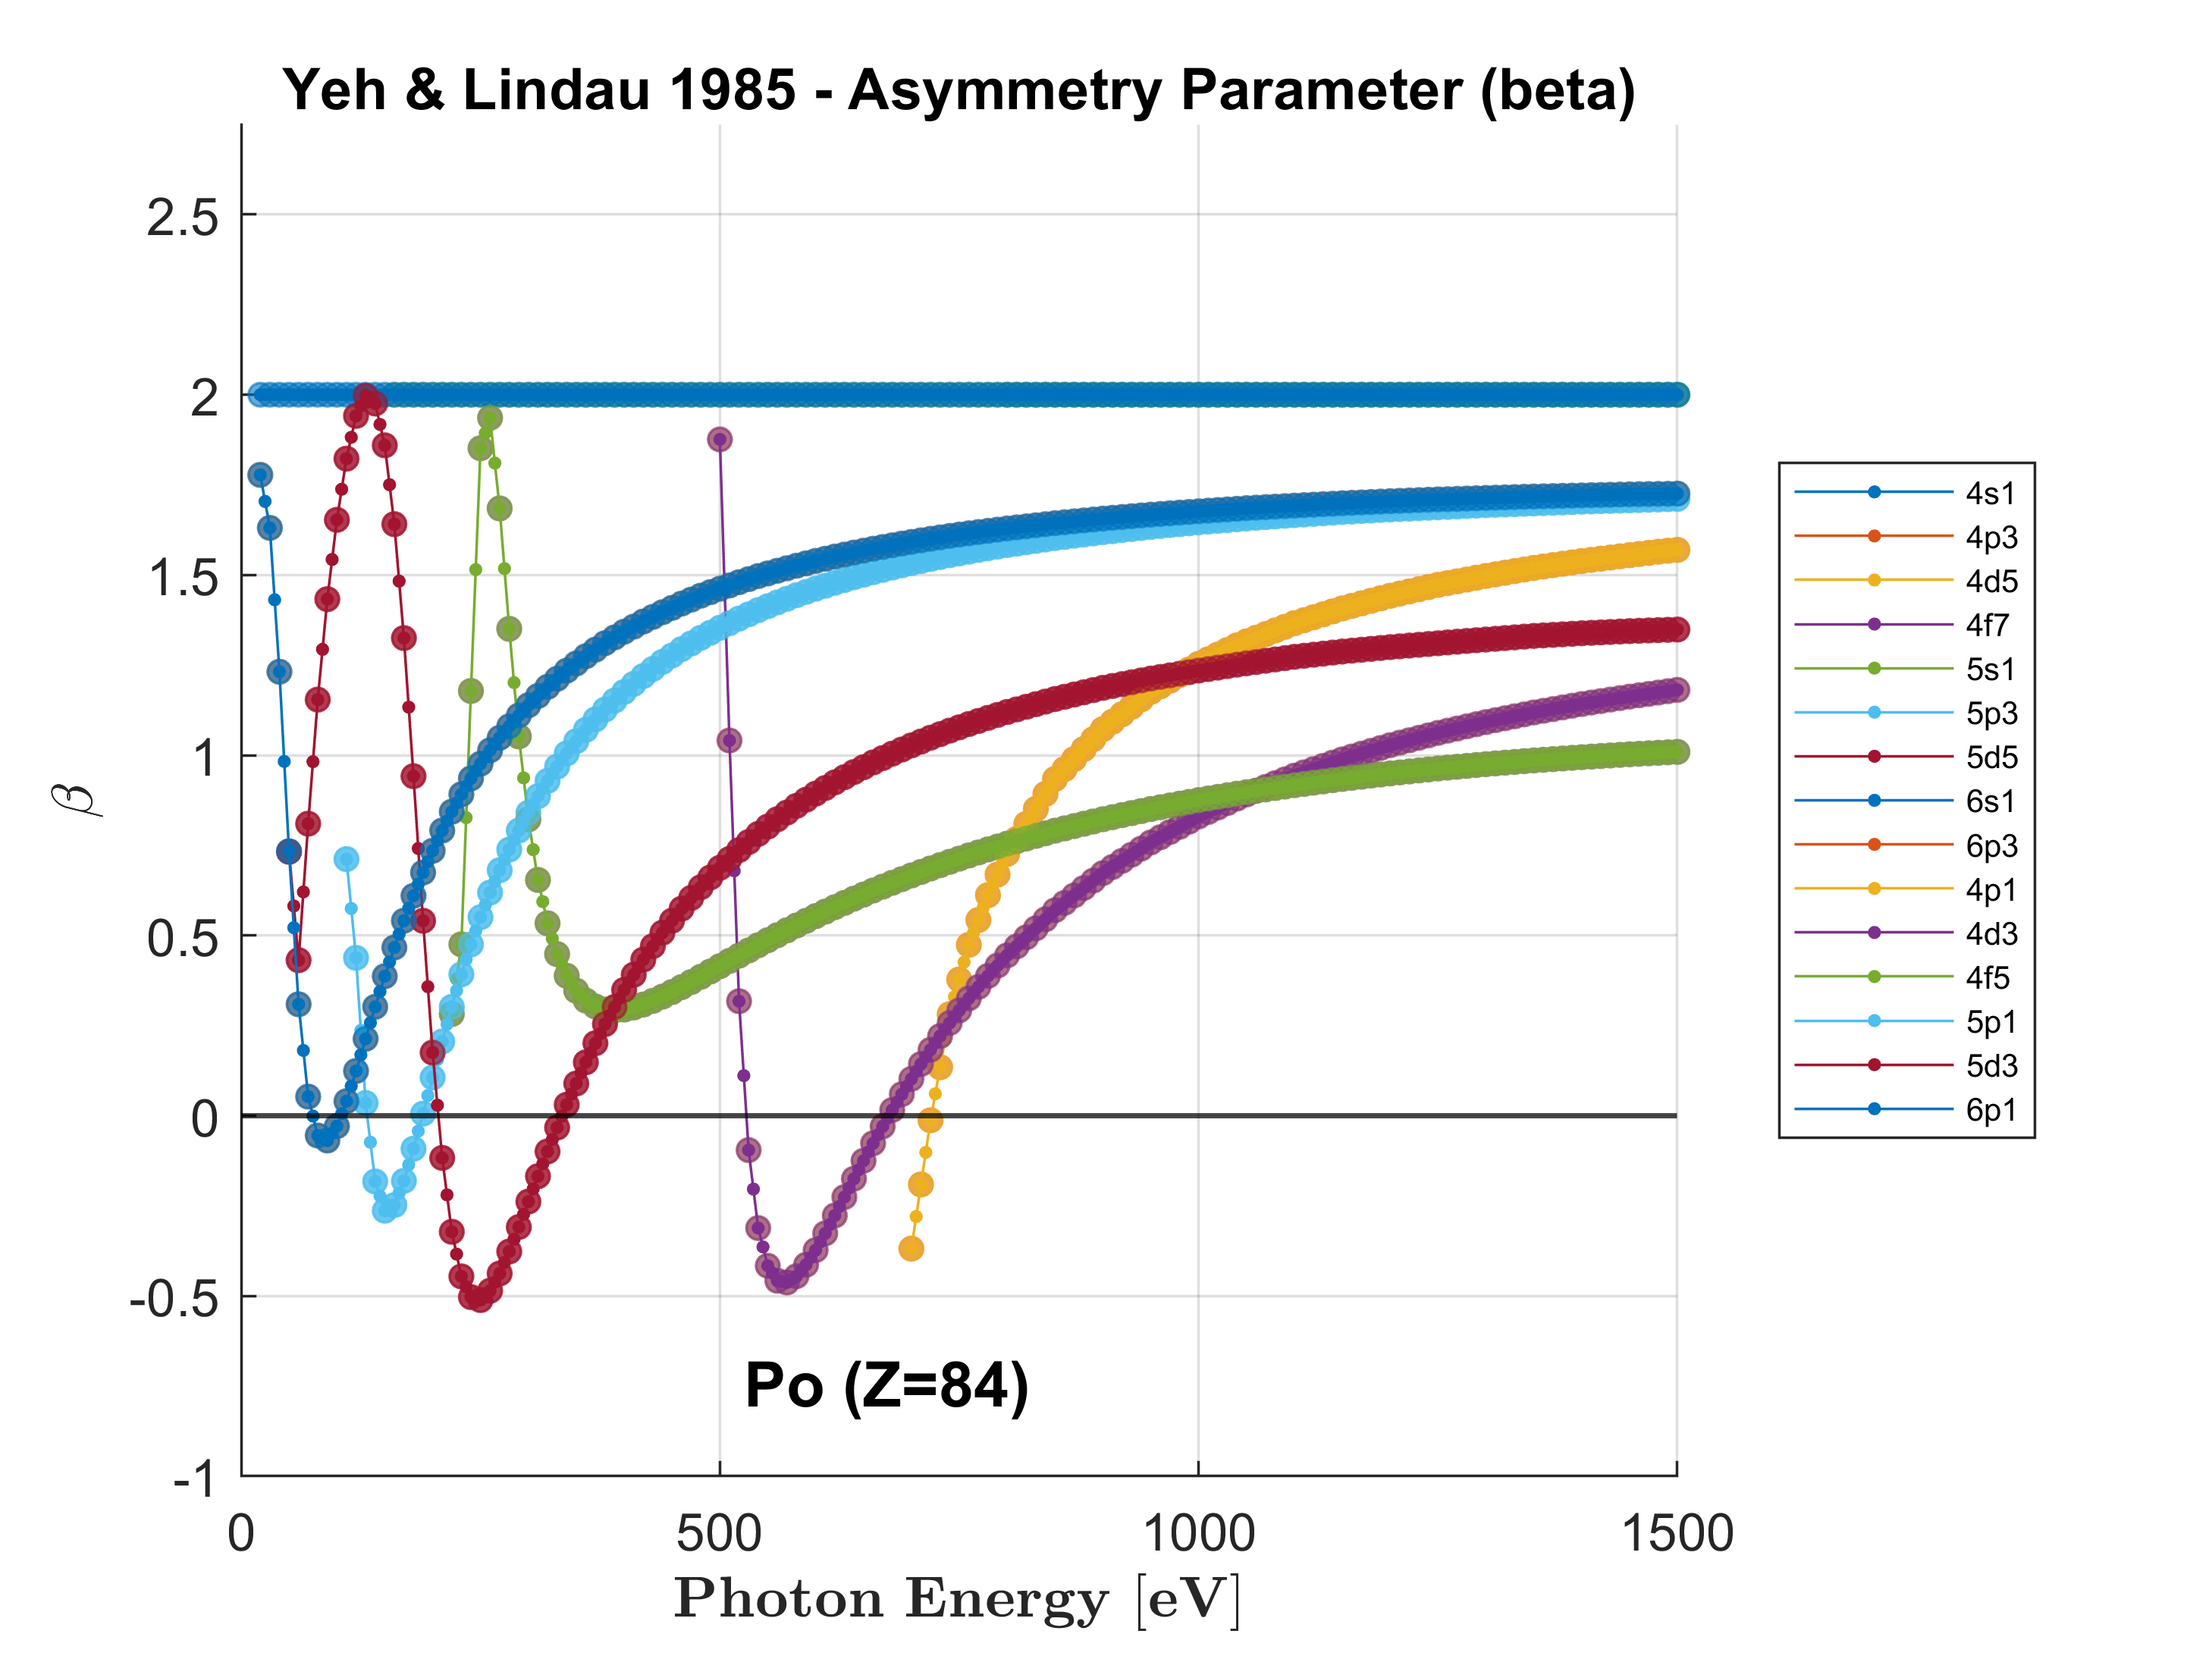 Yeh & Lindau 1985 - Asymmetry Parameter (beta)
2.5
2
1.5
1
0.5
0
-0.5
-1
β
0 500 1000 1500
Photon Energy [eV]
Po (Z=84)
4s1
4p3
4d5
4f7
5s1
5p3
5d5
6s1
6p3
4p1
4d3
4f5
5p1
5d3
6p1